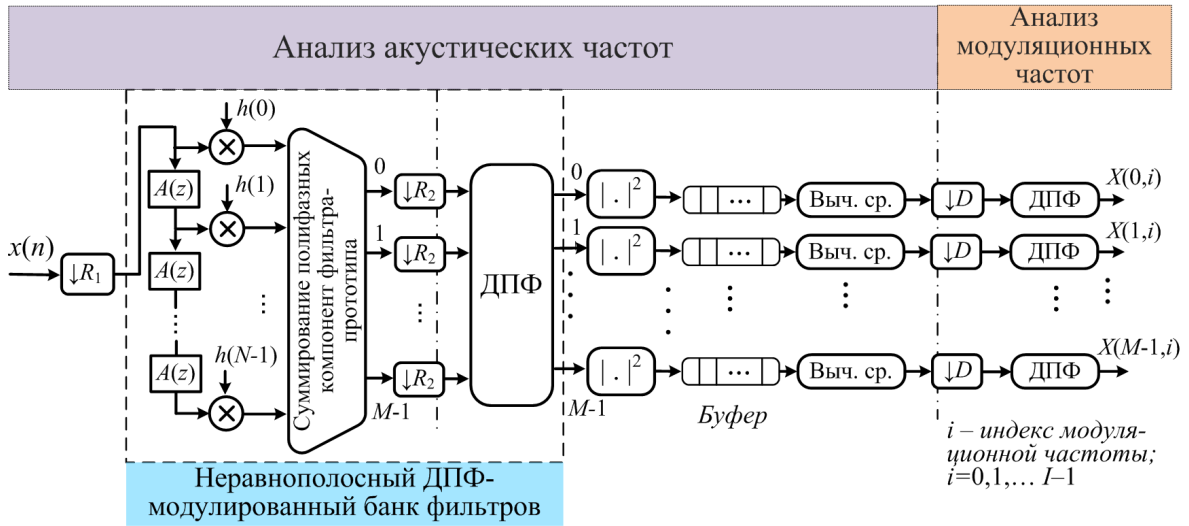 Анализ акустических частот
Анализ
модуляционных
частот
h(0)
h(1)
h(N-1)
x(n)
↓R₁
A(z)
A(z)
A(z)
Суммирование полифазных
компонент фильтра-
прототипа
0
1
M-1
↓R₂
↓R₂
↓R₂
ДПФ
0
1
M-1
| . |²
| . |²
| . |²
Буфер
Выч. ср.
Выч. ср.
Выч. ср.
↓D
↓D
↓D
ДПФ
ДПФ
ДПФ
X(0,i)
X(1,i)
X(M-1,i)
i – индекс модуля-
ционной частоты;
i=0,1,… I–1
Неравнополосный ДПФ-
модулированный банк фильтров